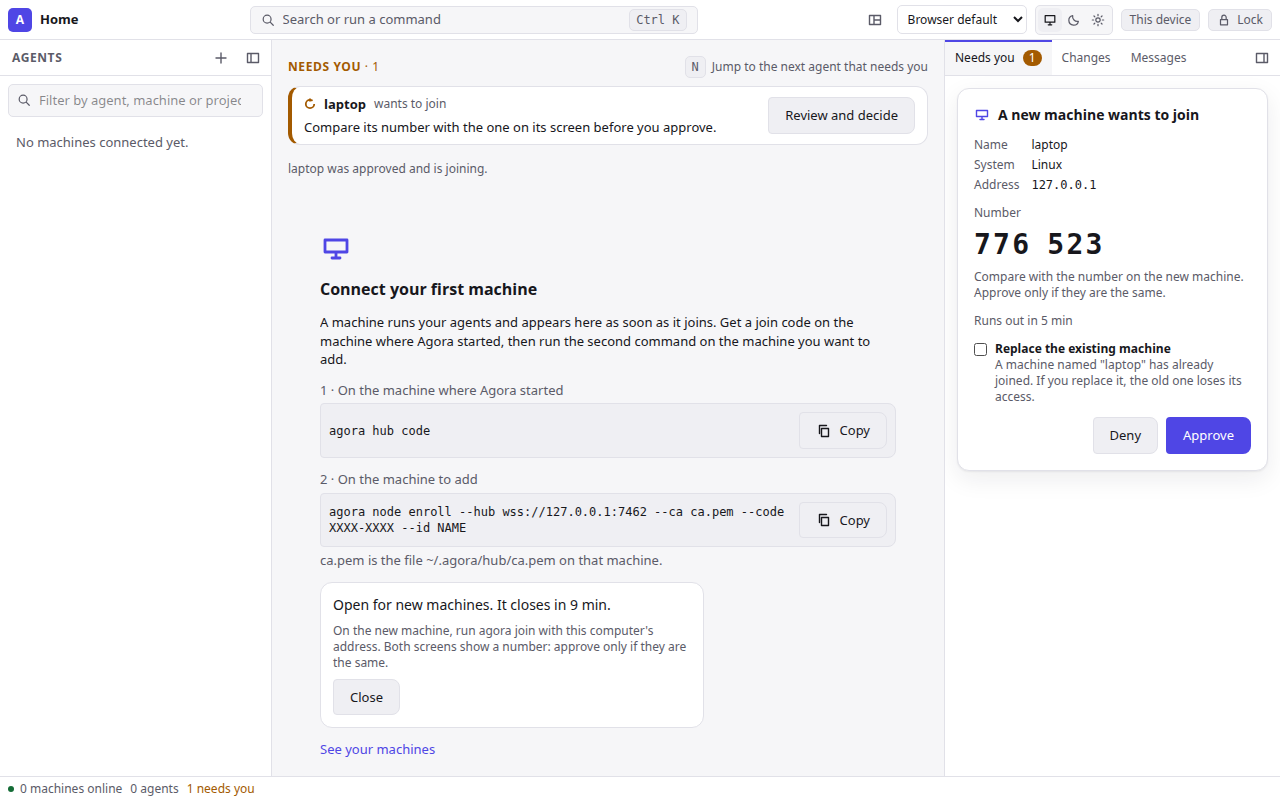 A Home
Search or run a command
Ctrl K
Browser default
This device
Lock
AGENTS
Filter by agent, machine or projec
No machines connected yet.
NEEDS YOU · 1
N Jump to the next agent that needs you
laptop wants to join
Compare its number with the one on its screen before you approve.
Review and decide
laptop was approved and is joining.
Connect your first machine
A machine runs your agents and appears here as soon as it joins. Get a join code on the
machine where Agora started, then run the second command on the machine you want to
add.
1 · On the machine where Agora started
agora hub code
Copy
2 · On the machine to add
agora node enroll --hub wss://127.0.0.1:7462 --ca ca.pem --code
XXXX-XXXX --id NAME
Copy
ca.pem is the file ~/.agora/hub/ca.pem on that machine.
Open for new machines. It closes in 9 min.
On the new machine, run agora join with this computer's
address. Both screens show a number: approve only if they are
the same.
Close
See your machines
Needs you 1
Changes
Messages
A new machine wants to join
Name laptop
System Linux
Address 127.0.0.1
Number
776 523
Compare with the number on the new machine.
Approve only if they are the same.
Runs out in 5 min
Replace the existing machine
A machine named "laptop" has already
joined. If you replace it, the old one loses its
access.
Deny
Approve
0 machines online 0 agents 1 needs you